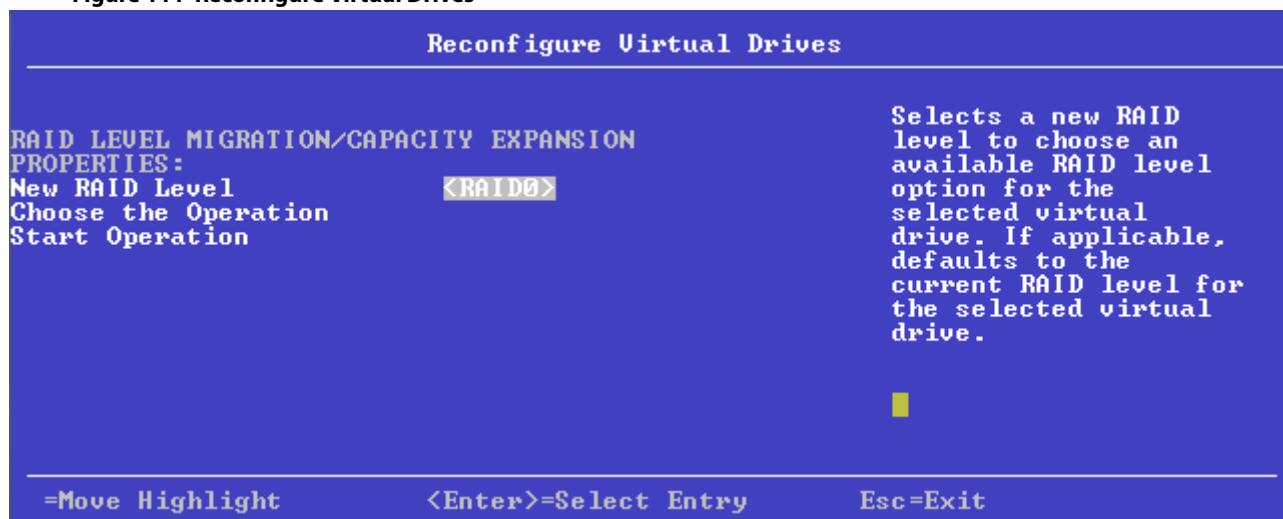 Reconfigure Virtual Drives
RAID LEVEL MIGRATION/CAPACITY EXPANSION
PROPERTIES:
New RAID Level <RAID0>
Choose the Operation
Start Operation
Selects a new RAID
level to choose an
available RAID level
option for the
selected virtual
drive. If applicable,
defaults to the
current RAID level for
the selected virtual
drive.
=Move Highlight <Enter>=Select Entry Esc=Exit